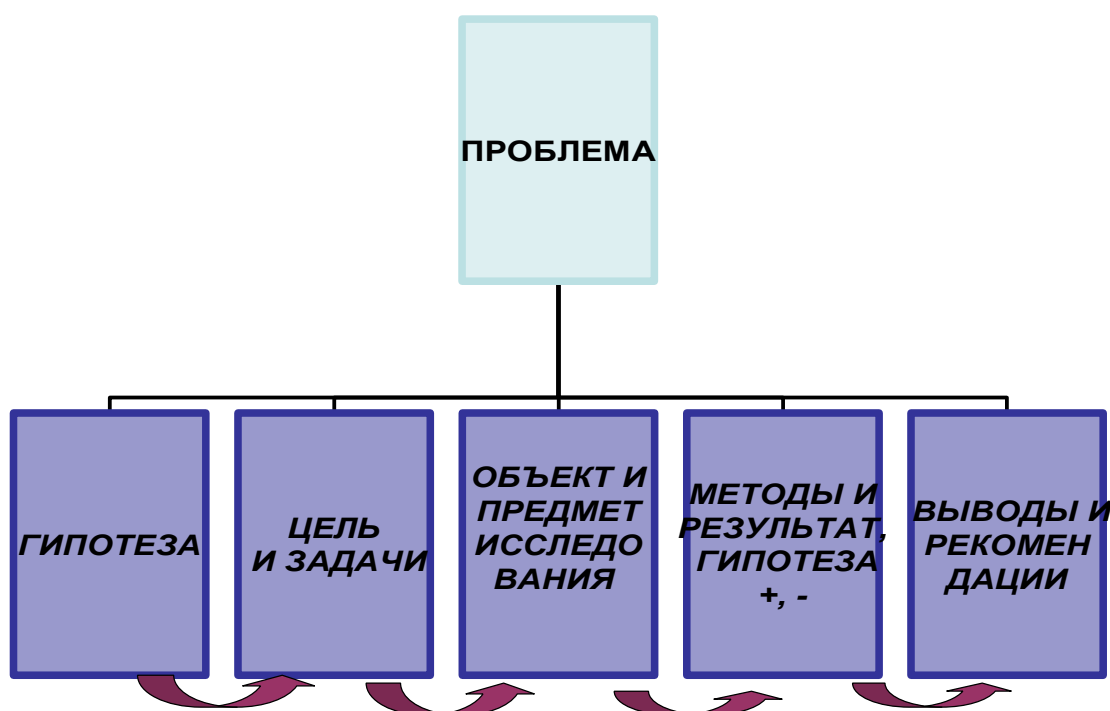 ПРОБЛЕМА
ГИПОТЕЗА
ЦЕЛЬ
И ЗАДАЧИ
ОБЪЕКТ И
ПРЕДМЕТ
ИССЛЕДО
ВАНИЯ
МЕТОДЫ И
РЕЗУЛЬТАТ,
ГИПОТЕЗА
+, -
ВЫВОДЫ И
РЕКОМЕН
ДАЦИИ